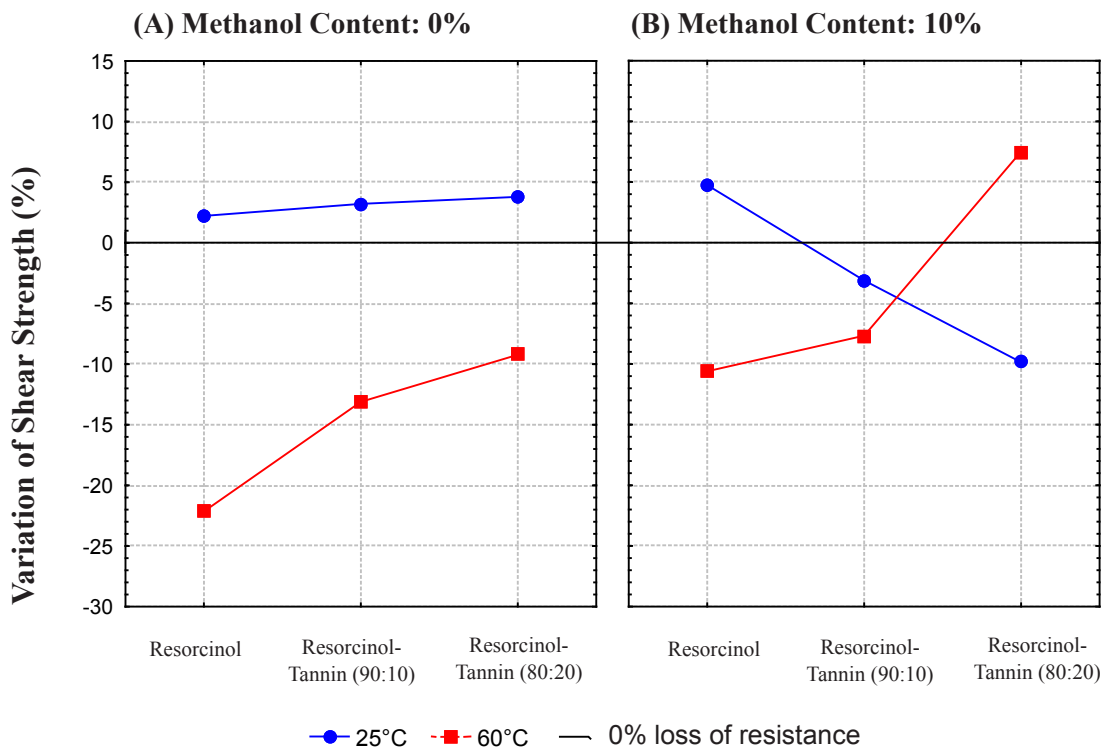 (A) Methanol Content: 0%
(B) Methanol Content: 10%
Variation of Shear Strength (%)
15
10
5
0
-5
-10
-15
-20
-25
-30
Resorcinol
Resorcinol-
Tannin (90:10)
Resorcinol-
Tannin (80:20)
Resorcinol
Resorcinol-
Tannin (90:10)
Resorcinol-
Tannin (80:20)
25°C
60°C
0% loss of resistance